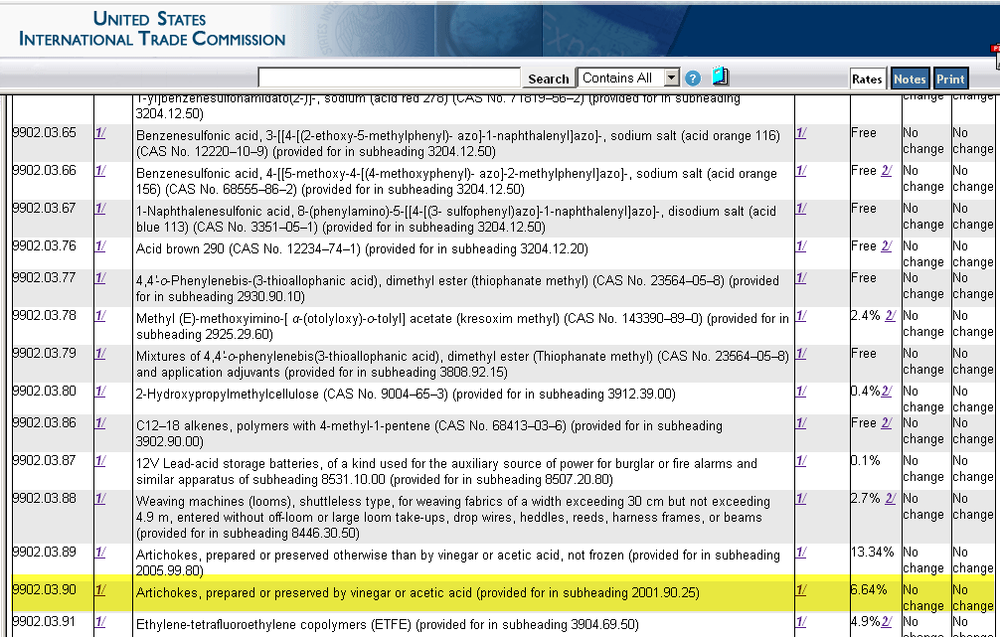 UNITED STATES
INTERNATIONAL TRADE COMMISSION
Search Contains All ? Rates Notes Print
1-yl]benzenesulfonamidato(2-)]-, sodium (acid red 278) (CAS No. 71819–56–2) (provided for in subheading change change
3204.12.50)
9902.03.65 1/ Benzenesulfonic acid, 3-[[4-[(2-ethoxy-5-methylphenyl)- azo]-1-naphthalenyl]azo]-, sodium salt (acid orange 116) 1/ Free No No
(CAS No. 12220–10–9) (provided for in subheading 3204.12.50) change change
9902.03.66 1/ Benzenesulfonic acid, 4-[[5-methoxy-4-[(4-methoxyphenyl)- azo]-2-methylphenyl]azo]-, sodium salt (acid orange 1/ Free 2/ No No
156) (CAS No. 68555–86–2) (provided for in subheading 3204.12.50) change change
9902.03.67 1/ 1-Naphthalenesulfonic acid, 8-(phenylamino)-5-[[4-[(3- sulfophenyl)azo]-1-naphthalenyl]azo]-, disodium salt (acid 1/ Free No No
blue 113) (CAS No. 3351–05–1) (provided for in subheading 3204.12.50) change change
9902.03.76 1/ Acid brown 290 (CAS No. 12234–74–1) (provided for in subheading 3204.12.20) 1/ Free 2/ No No
change change
9902.03.77 1/ 4,4'-o-Phenylenebis-(3-thioallophanic acid), dimethyl ester (thiophanate methyl) (CAS No. 23564–05–8) (provided 1/ Free No No
for in subheading 2930.90.10) change change
9902.03.78 1/ Methyl (E)-methoxyimino-[ α-(otolyloxy)-o-tolyl] acetate (kresoxim methyl) (CAS No. 143390–89–0) (provided for in 1/ 2.4% 2/ No No
subheading 2925.29.60) change change
9902.03.79 1/ Mixtures of 4,4'-o-phenylenebis(3-thioallophanic acid), dimethyl ester (Thiophanate methyl) (CAS No. 23564–05–8) 1/ Free No No
and application adjuvants (provided for in subheading 3808.92.15) change change
9902.03.80 1/ 2-Hydroxypropylmethylcellulose (CAS No. 9004–65–3) (provided for in subheading 3912.39.00) 1/ 0.4%2/ No No
change change
9902.03.86 1/ C12–18 alkenes, polymers with 4-methyl-1-pentene (CAS No. 68413–03–6) (provided for in subheading 1/ Free 2/ No No
3902.90.00) change change
9902.03.87 1/ 12V Lead-acid storage batteries, of a kind used for the auxiliary source of power for burglar or fire alarms and 1/ 0.1% No No
similar apparatus of subheading 8531.10.00 (provided for in subheading 8507.20.80) change change
9902.03.88 1/ Weaving machines (looms), shuttleless type, for weaving fabrics of a width exceeding 30 cm but not exceeding 1/ 2.7% 2/ No No
4.9 m, entered without off-loom or large loom take-ups, drop wires, heddles, reeds, harness frames, or beams change change
(provided for in subheading 8446.30.50)
9902.03.89 1/ Artichokes, prepared or preserved otherwise than by vinegar or acetic acid, not frozen (provided for in subheading 1/ 13.34% No No
2005.99.80) change change
9902.03.90 1/ Artichokes, prepared or preserved by vinegar or acetic acid (provided for in subheading 2001.90.25) 1/ 6.64% No No
change change
9902.03.91 1/ Ethylene-tetrafluoroethylene copolymers (ETFE) (provided for in subheading 3904.69.50) 1/ 4.9%2/ No No
change change